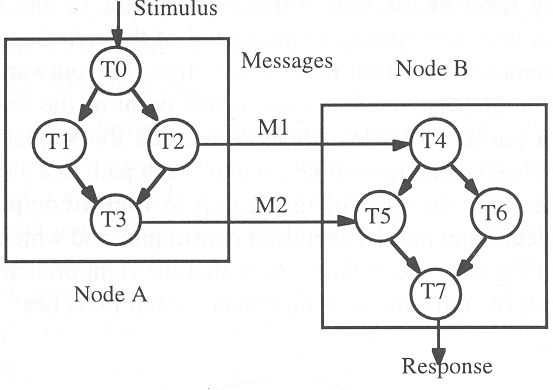 Stimulus
Messages
Node B
T0
T1
T2
M1
T4
T3
M2
T5
T6
T7
Node A
Response